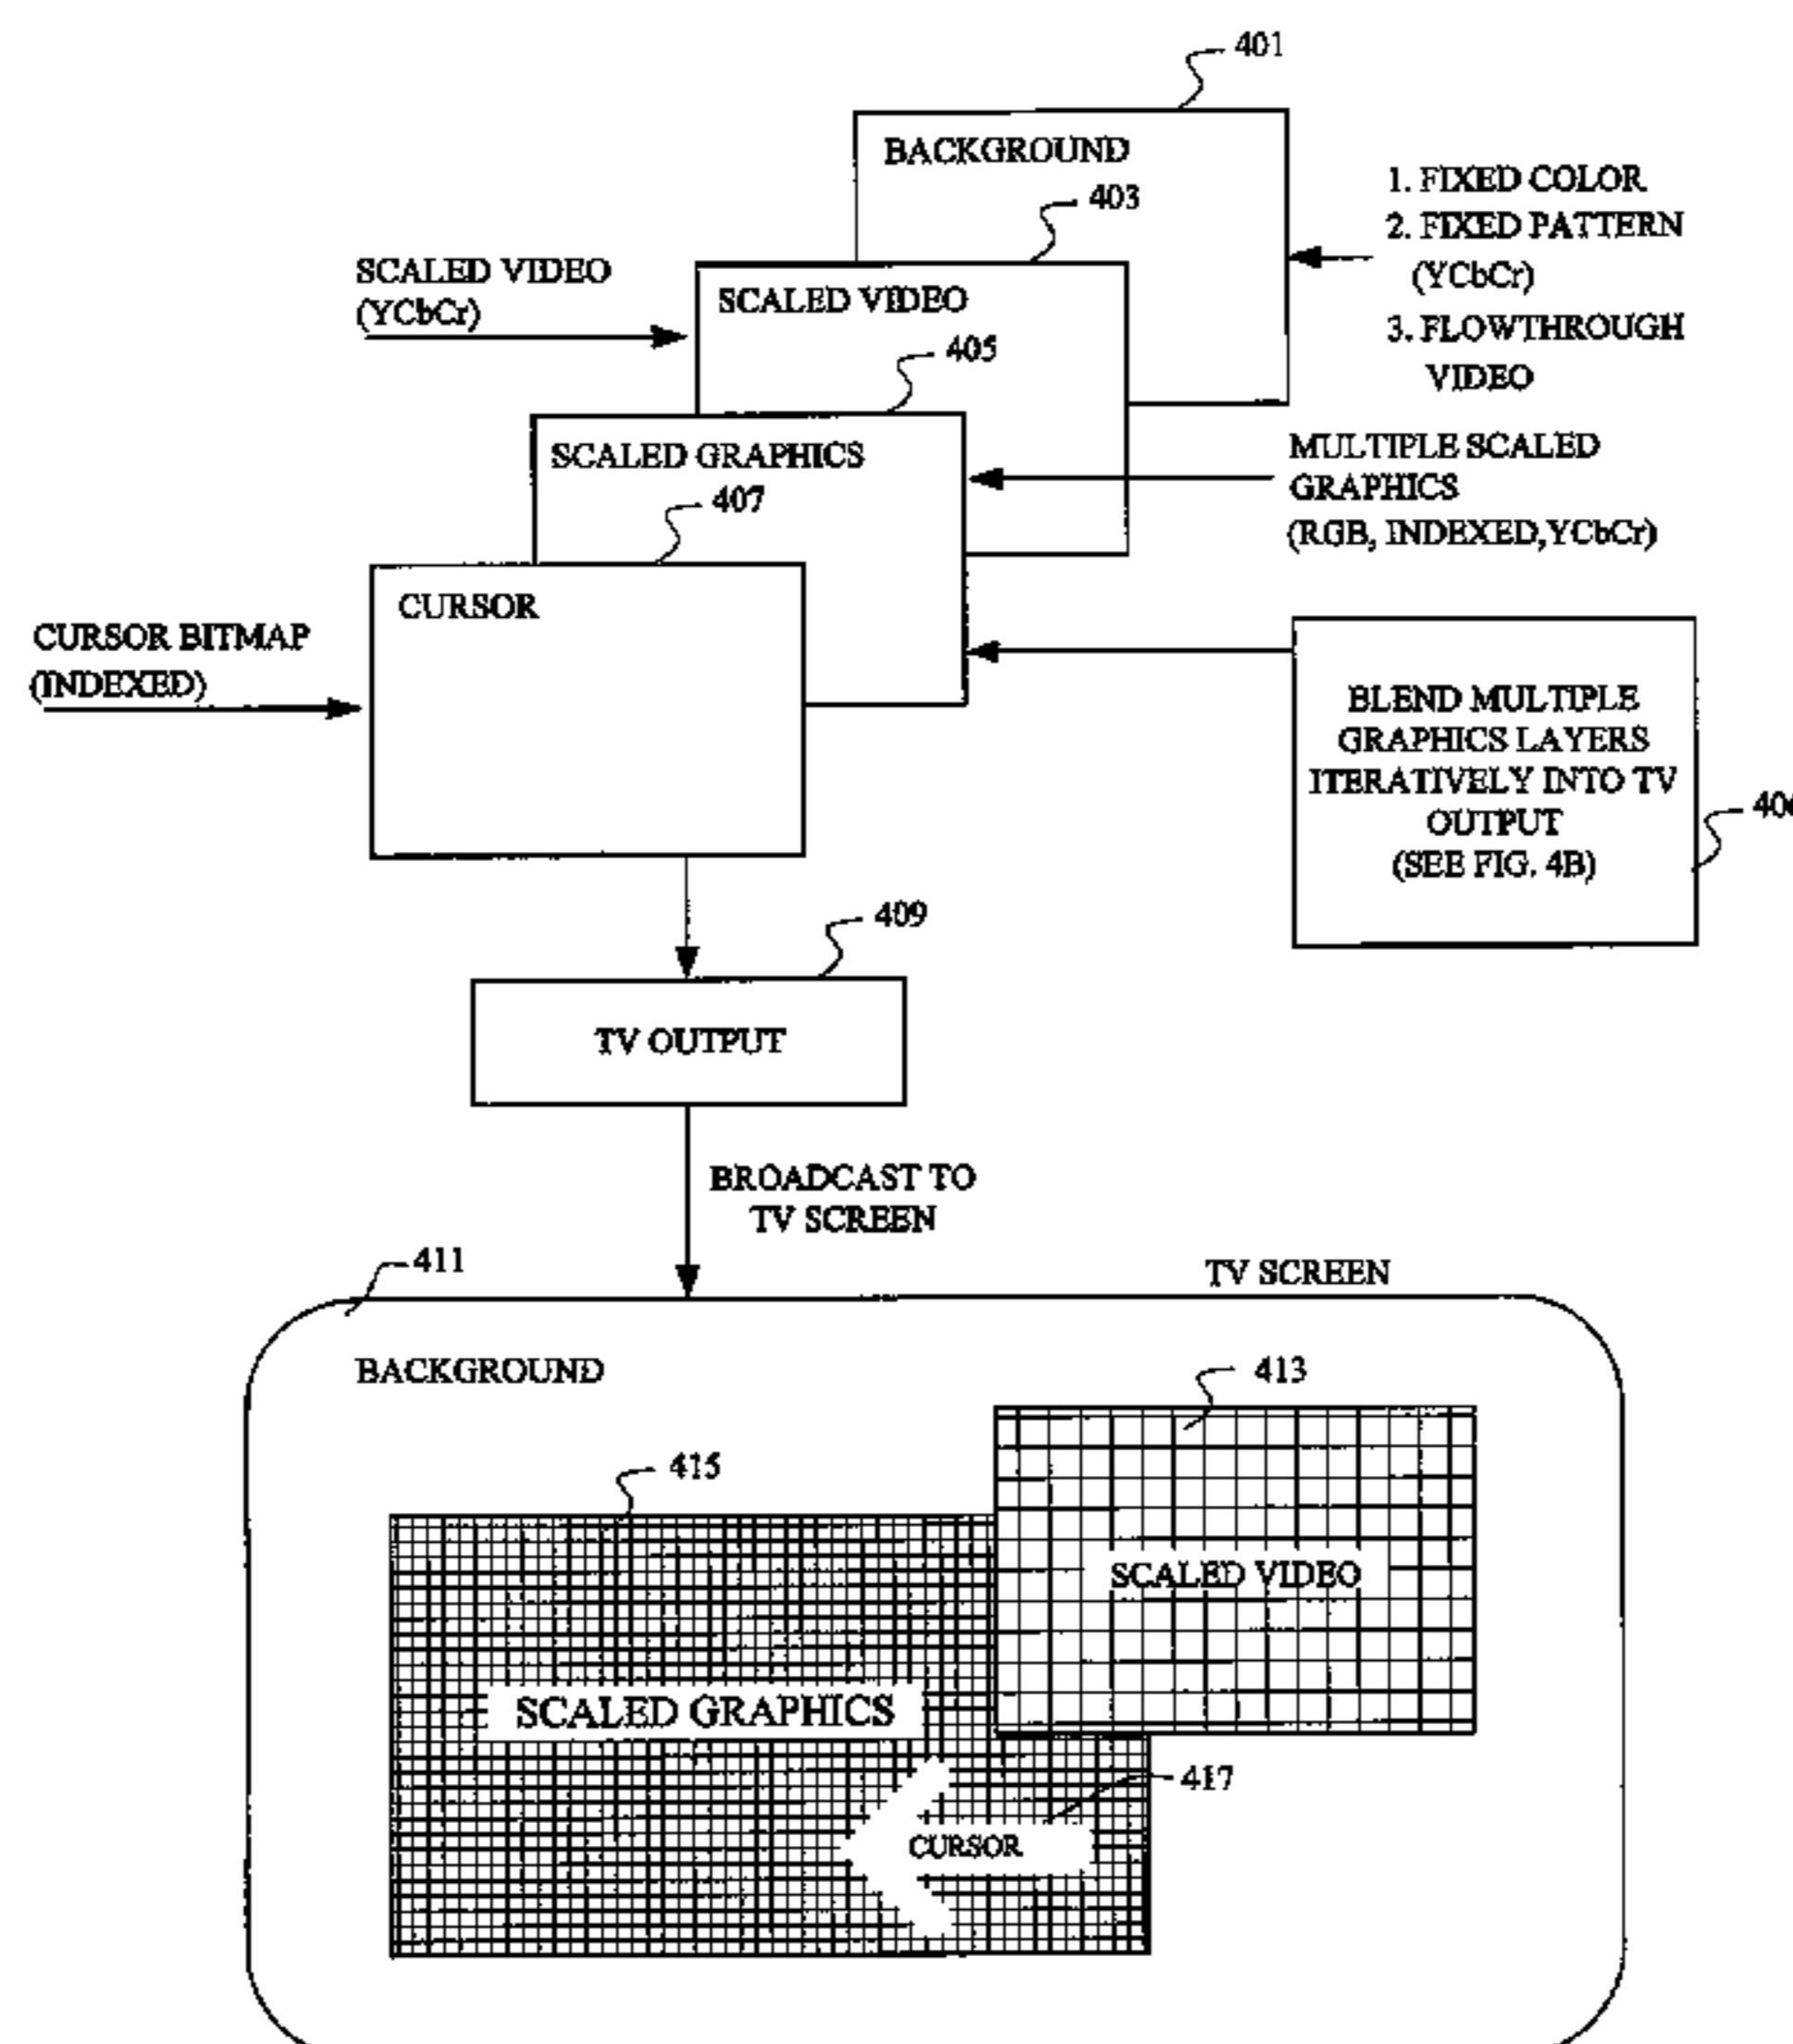 401
BACKGROUND
1. FIXED COLOR
2. FIXED PATTERN
(YCbCr)
3. FLOWTHROUGH
VIDEO
403
SCALED VIDEO
(YCbCr)
SCALED VIDEO
405
SCALED GRAPHICS
MULTIPLE SCALED
GRAPHICS
(RGB, INDEXED,YCbCr)
407
CURSOR
CURSOR BITMAP
(INDEXED)
BLEND MULTIPLE
GRAPHICS LAYERS
ITERATIVELY INTO TV
OUTPUT
(SEE FIG. 4B)
409
TV OUTPUT
BROADCAST TO
TV SCREEN
411
TV SCREEN
BACKGROUND
413
415
SCALED VIDEO
SCALED GRAPHICS
417
CURSOR